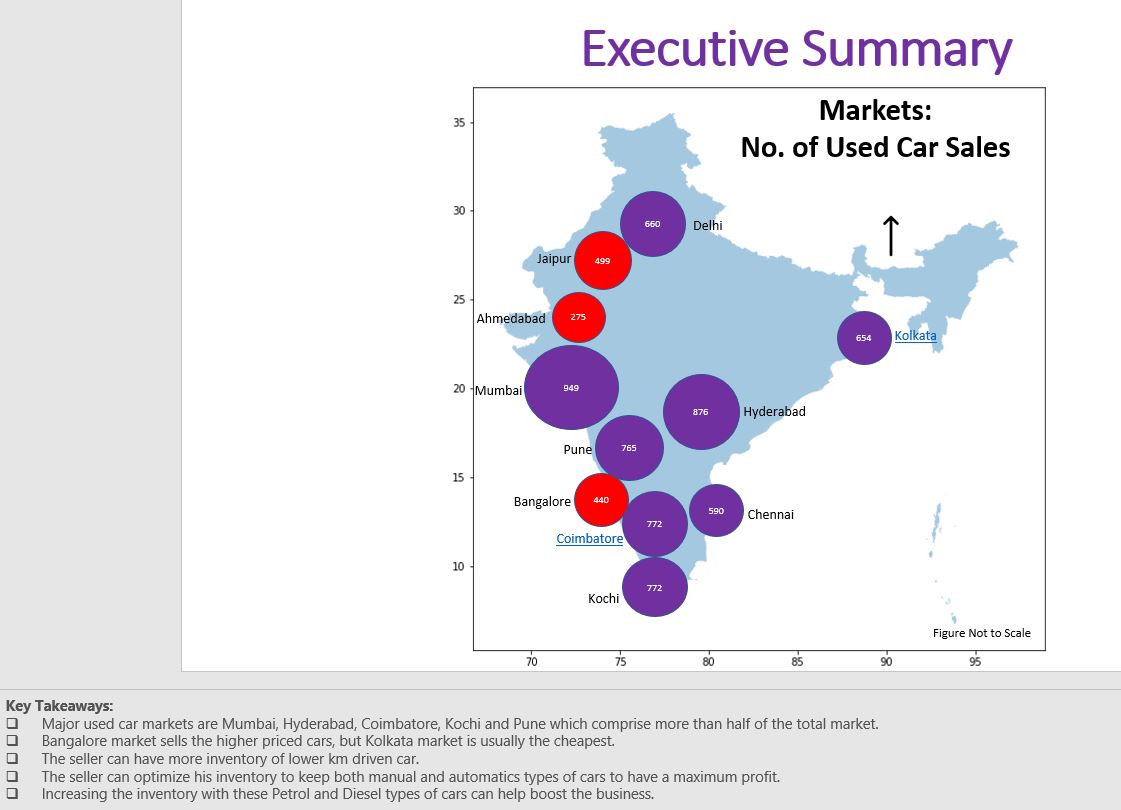 Executive Summary
Markets:
No. of Used Car Sales
35
30
25
20
15
10
660
Delhi
Jaipur
499
Ahmedabad
275
654
Kolkata
Mumbai
949
876
Hyderabad
Pune
765
Bangalore
440
590
Chennai
772
Coimbatore
772
Kochi
Figure Not to Scale
70 75 80 85 90 95
Key Takeaways:
❑ Major used car markets are Mumbai, Hyderabad, Coimbatore, Kochi and Pune which comprise more than half of the total market.
❑ Bangalore market sells the higher priced cars, but Kolkata market is usually the cheapest.
❑ The seller can have more inventory of lower km driven car.
❑ The seller can optimize his inventory to keep both manual and automatics types of cars to have a maximum profit.
❑ Increasing the inventory with these Petrol and Diesel types of cars can help boost the business.